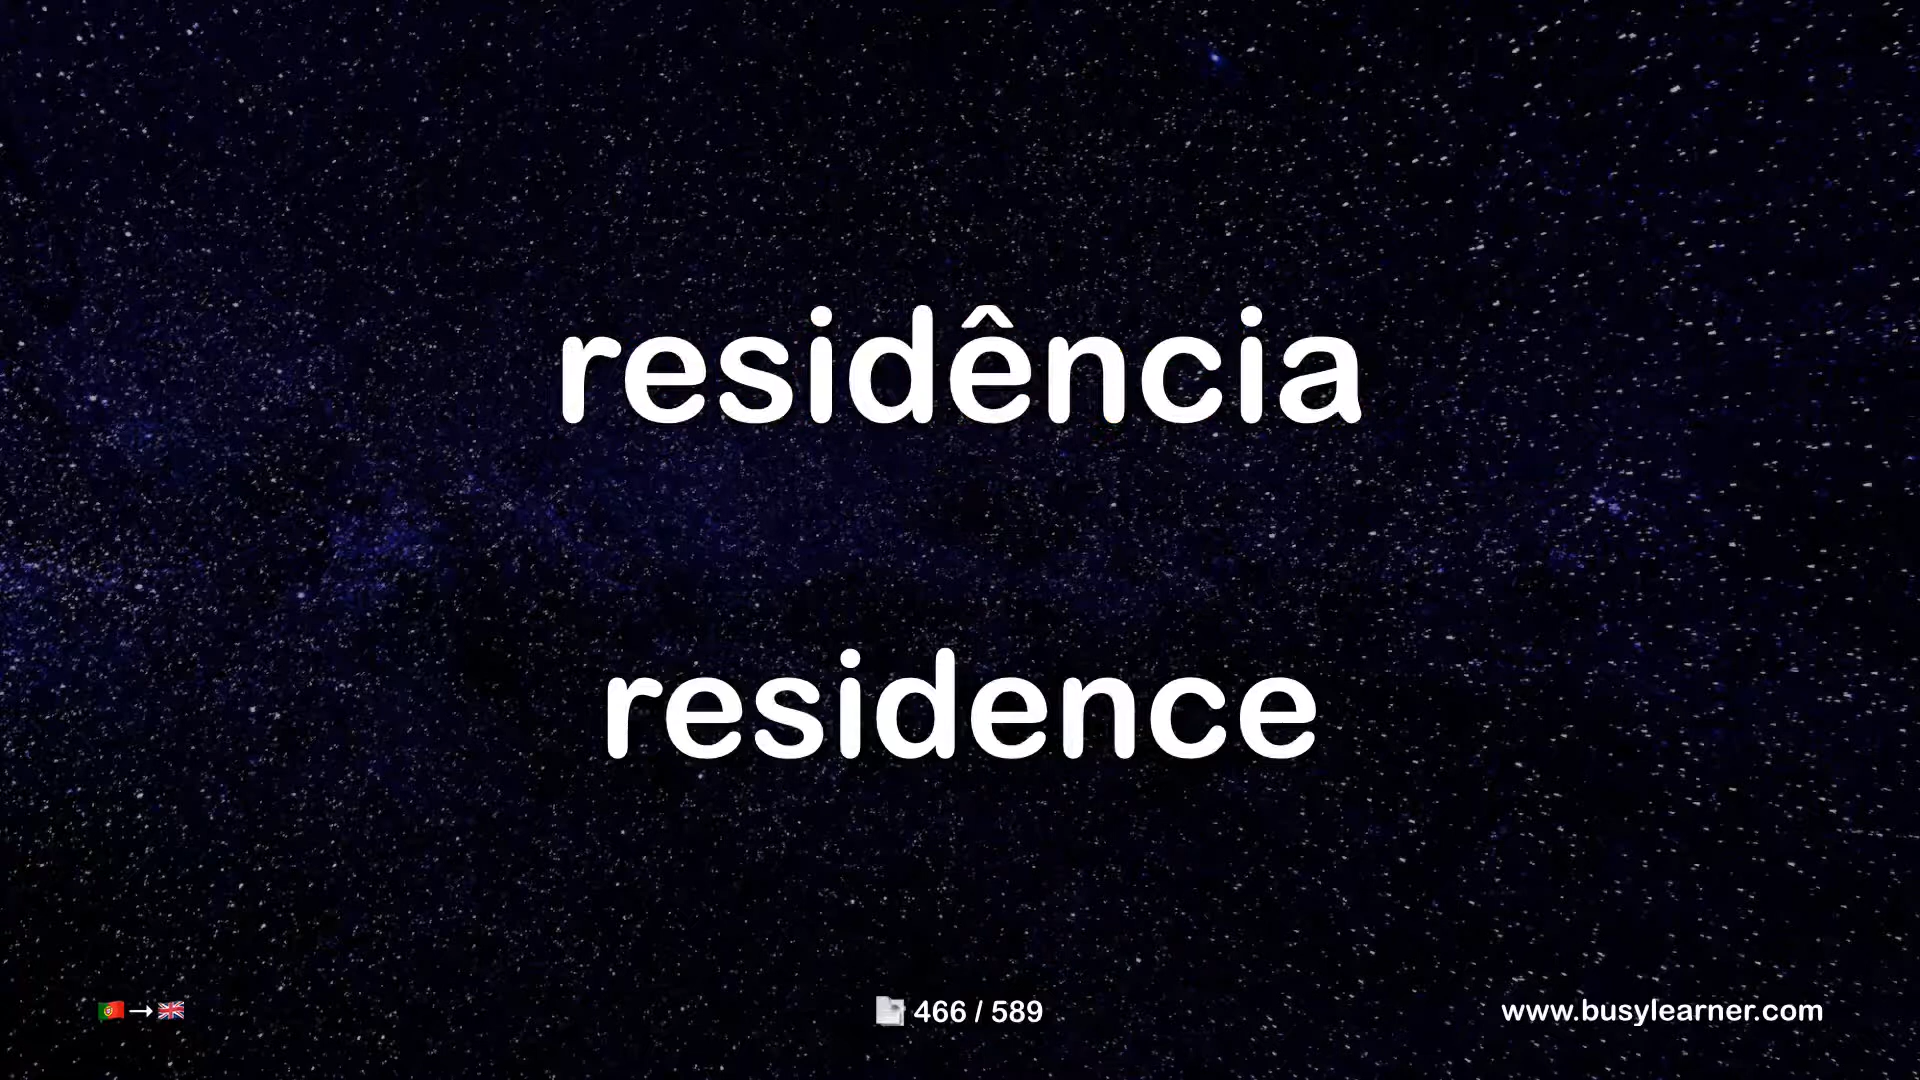 residência
residence
🇵🇹→🇬🇧
466 / 589
www.busylearner.com